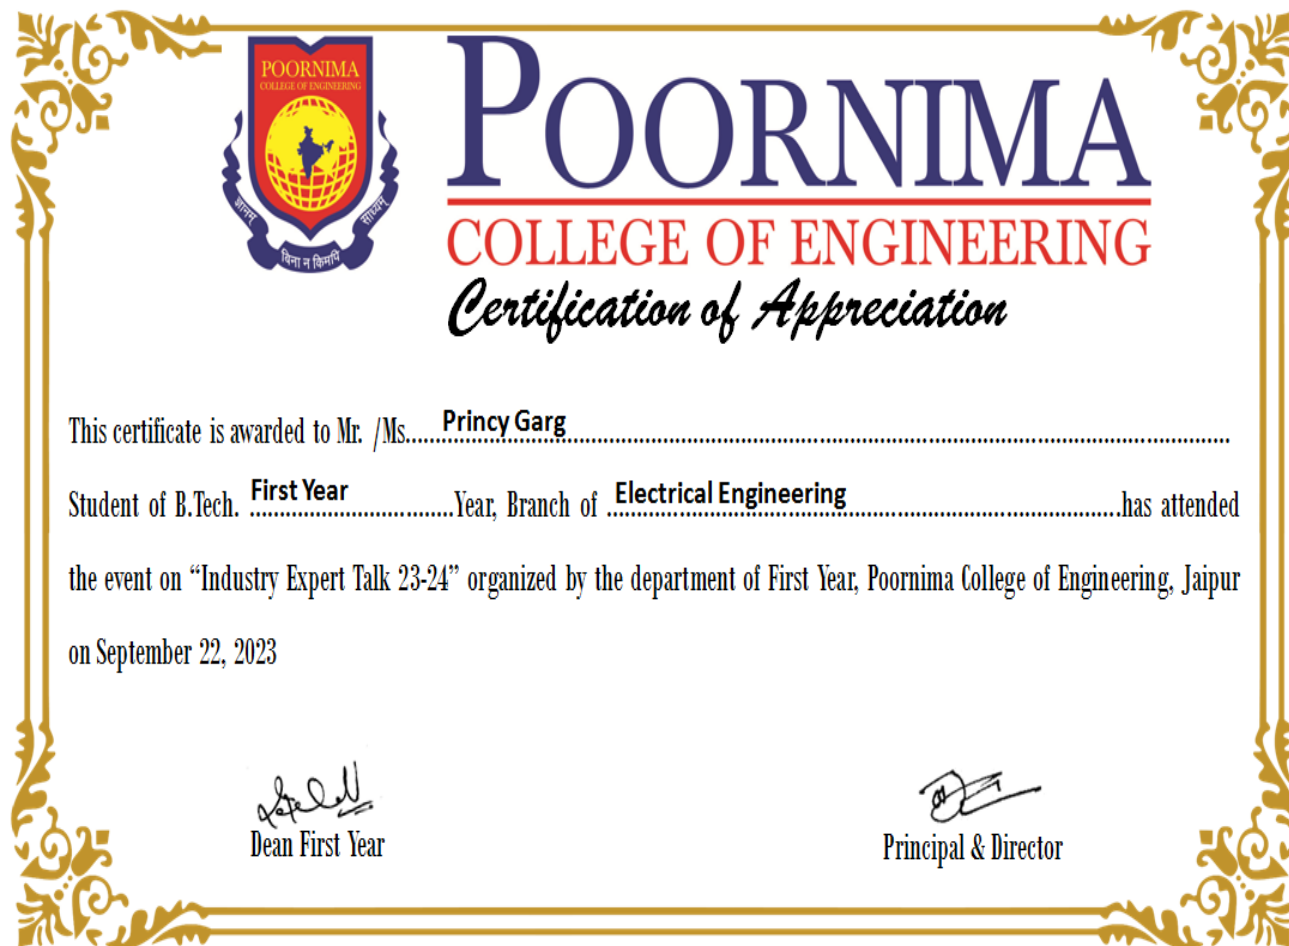 POORNIMA
COLLEGE OF ENGINEERING
ज्ञानम्
विना न किमपि
साध्यम्
POORNIMA
COLLEGE OF ENGINEERING
Certification of Appreciation
This certificate is awarded to Mr. /Ms.....Princy Garg
Student of B.Tech. First Year Year, Branch of Electrical Engineering has attended
the event on “Industry Expert Talk 23-24” organized by the department of First Year, Poornima College of Engineering, Jaipur
on September 22, 2023
Dean First Year
Principal & Director